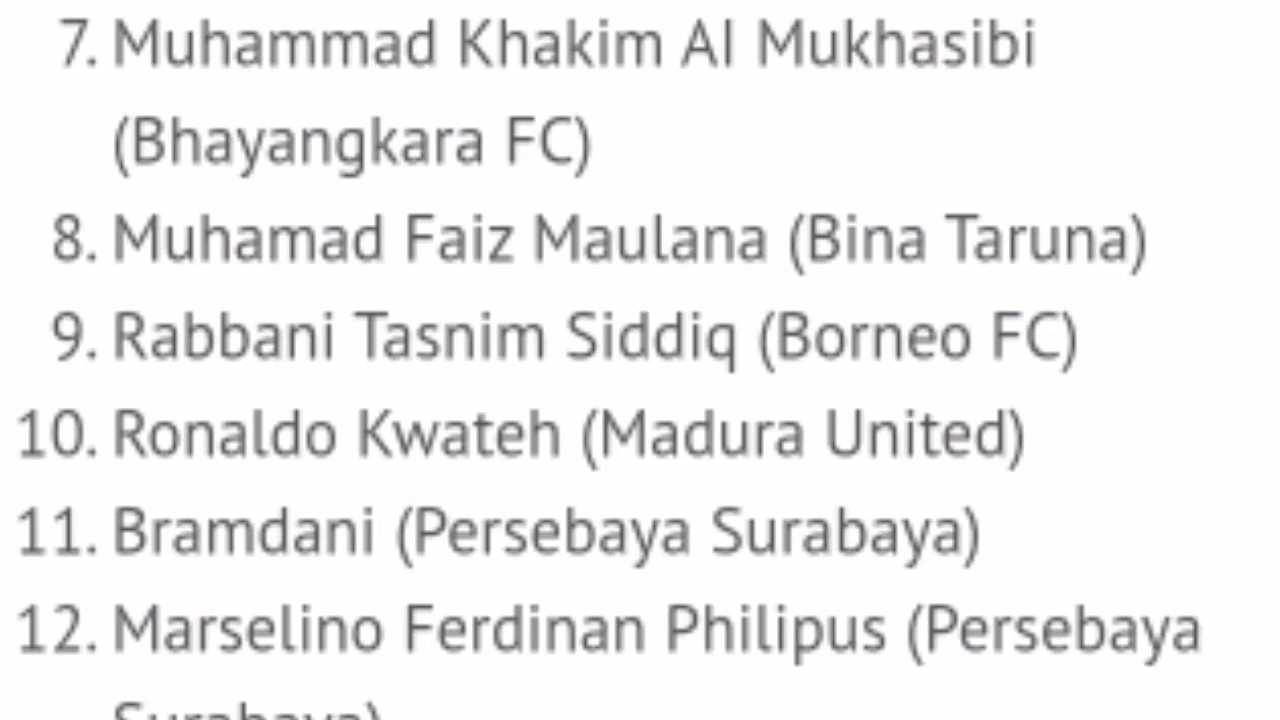 7. Muhammad Khakim Al Mukhasibi
(Bhayangkara FC)
8. Muhamad Faiz Maulana (Bina Taruna)
9. Rabbani Tasnim Siddiq (Borneo FC)
10. Ronaldo Kwateh (Madura United)
11. Bramdani (Persebaya Surabaya)
12. Marselino Ferdinan Philipus (Persebaya
Surabaya)